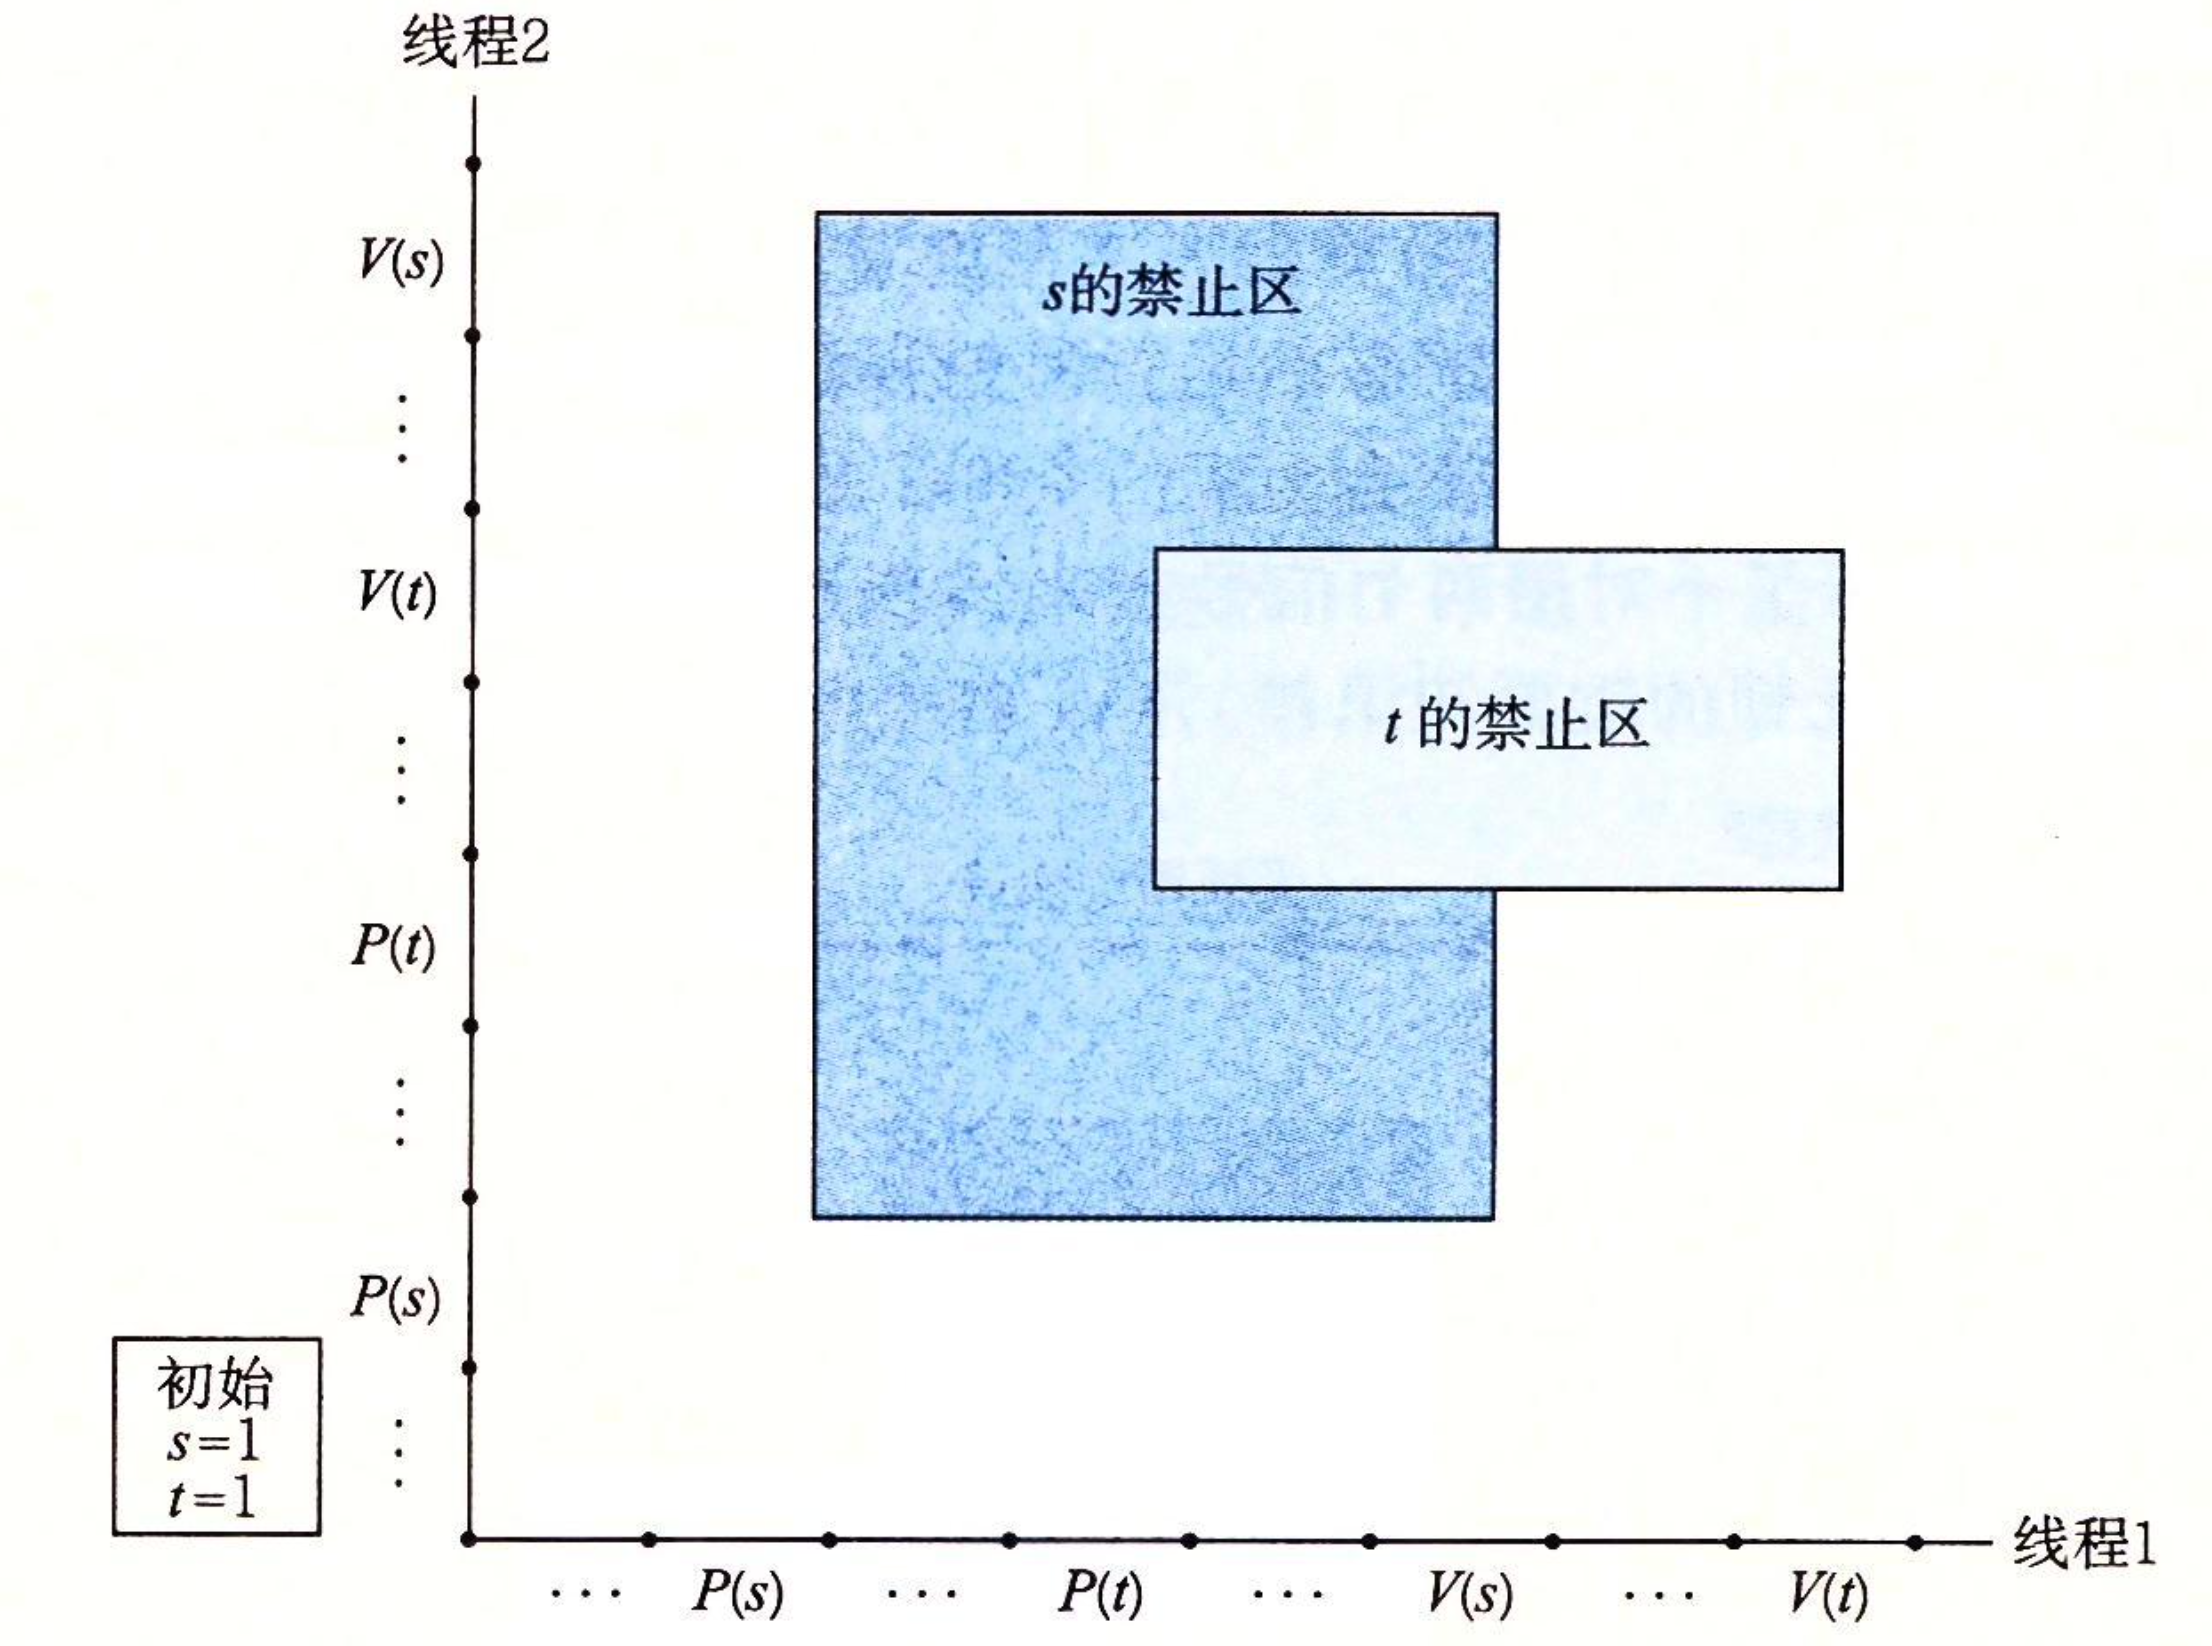 线程2
V(s)
s的禁止区
⋮
V(t)
t 的禁止区
⋮
P(t)
⋮
P(s)
初始
s=1
t=1
⋮
线程1
··· P(s) ··· P(t) ··· V(s) ··· V(t)